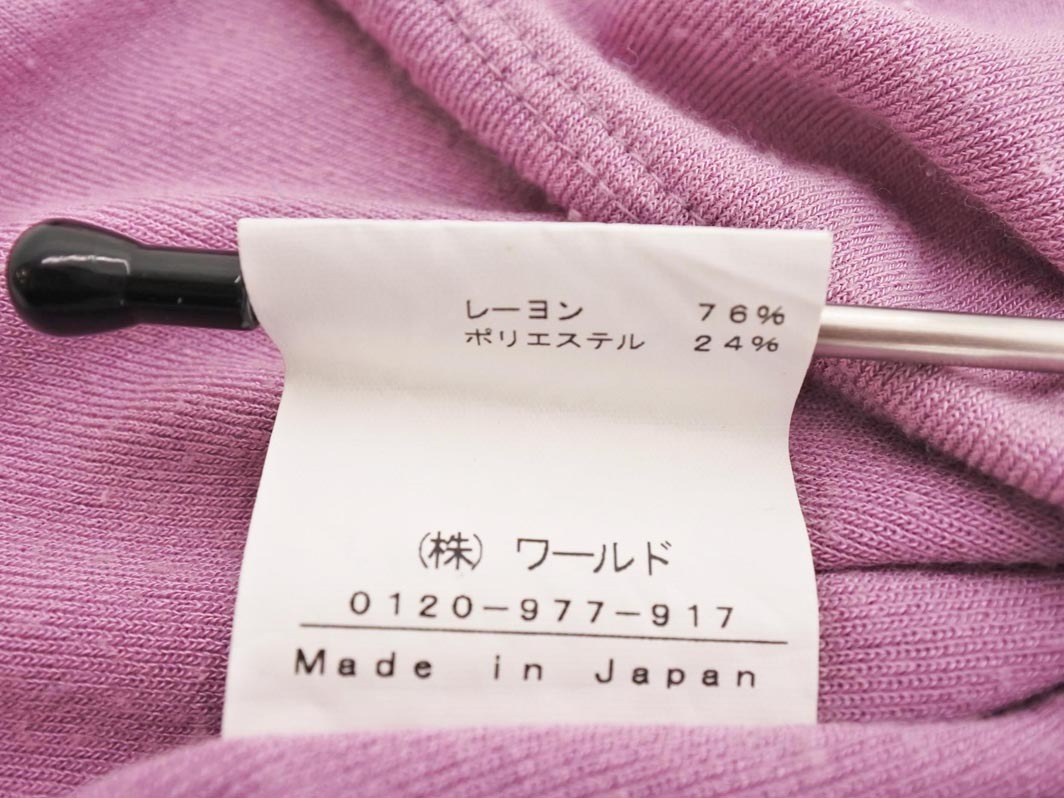 レーヨン 76%
ポリエステル 24%
(株) ワールド
0120-977-917
Made in Japan